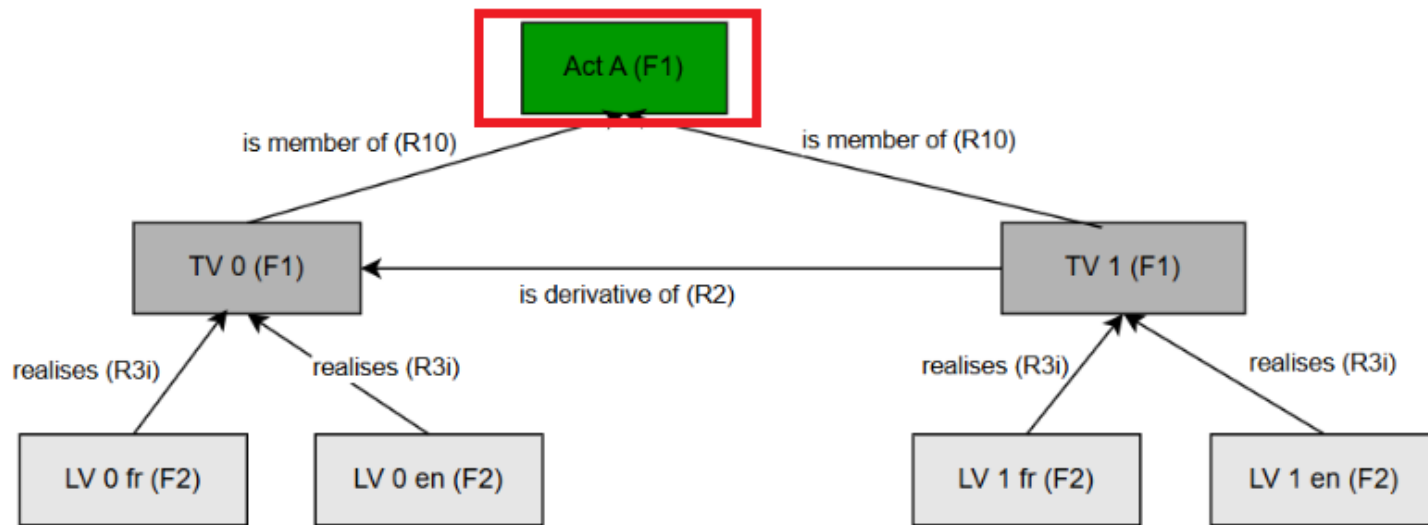 Act A (F1)
is member of (R10)
is member of (R10)
TV 0 (F1)
TV 1 (F1)
is derivative of (R2)
realises (R3i)
realises (R3i)
realises (R3i)
realises (R3i)
LV 0 fr (F2)
LV 0 en (F2)
LV 1 fr (F2)
LV 1 en (F2)